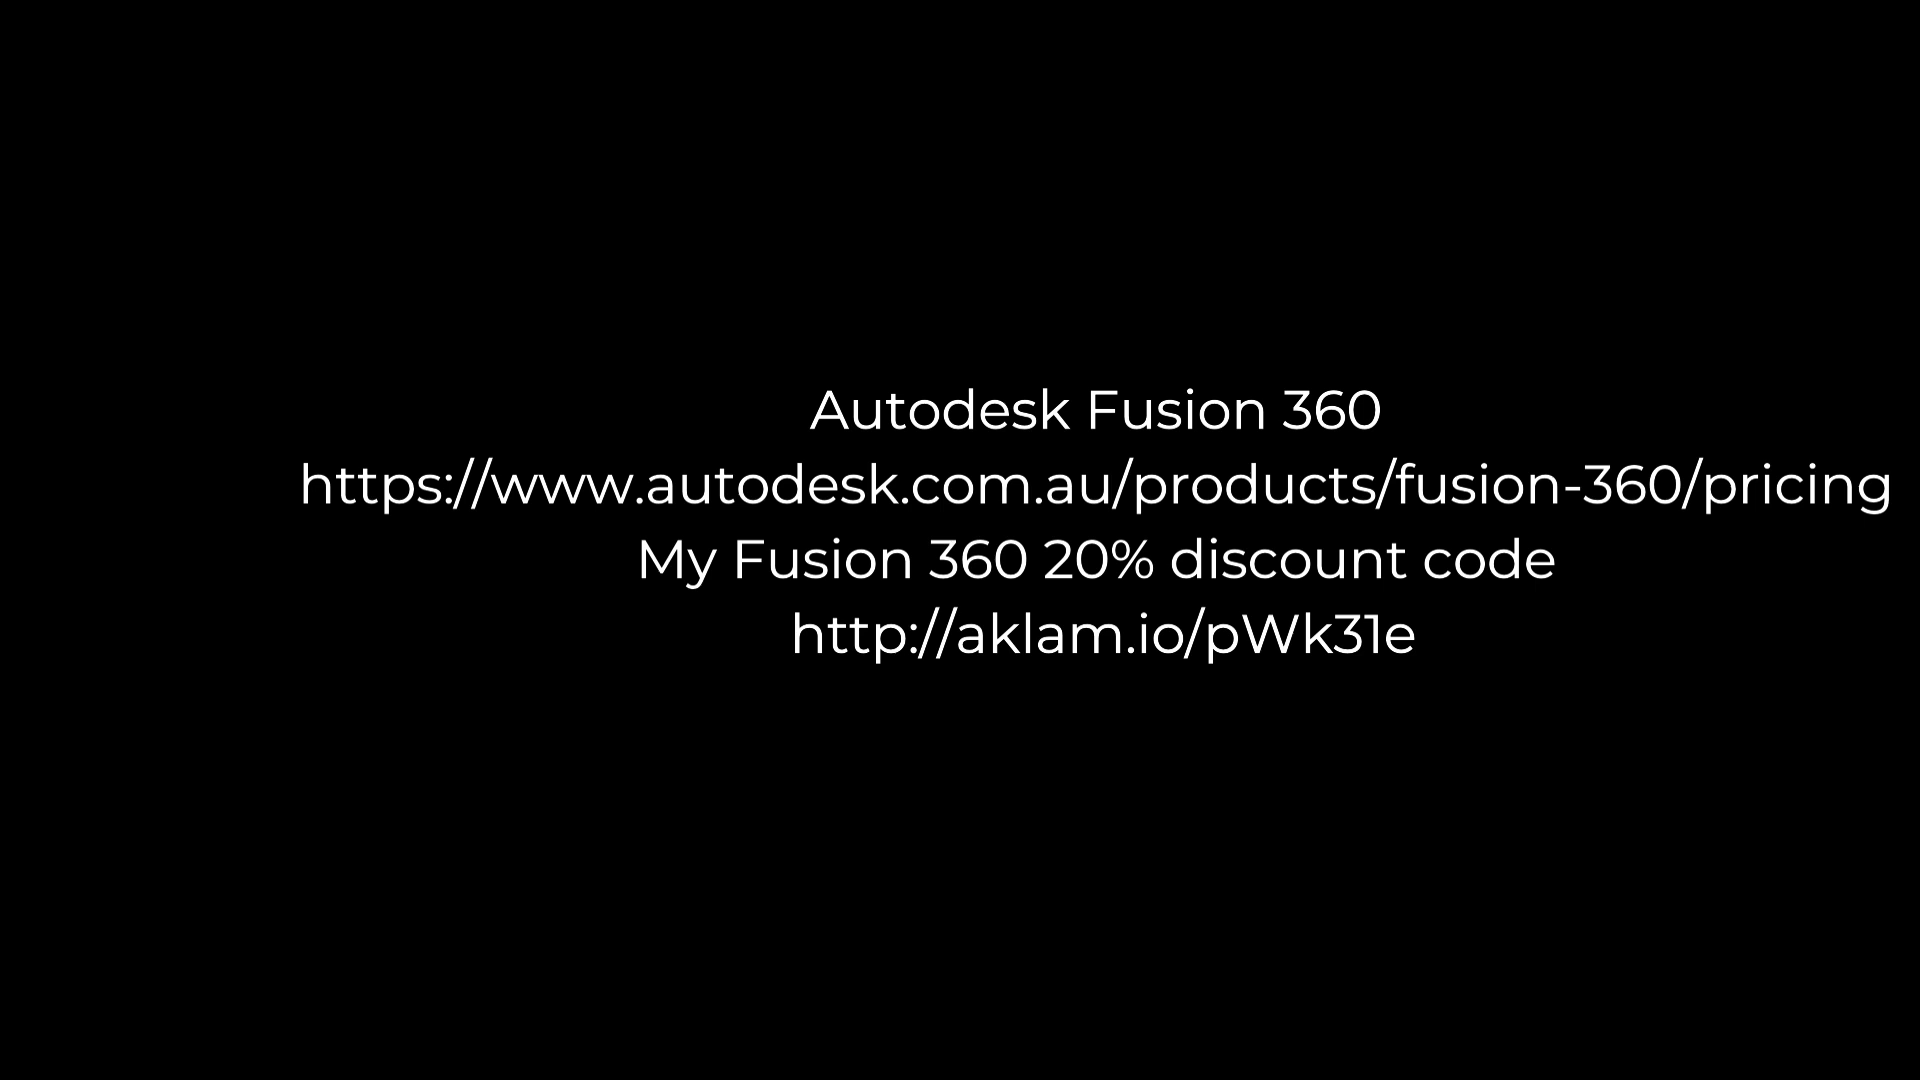 Autodesk Fusion 360
https://www.autodesk.com.au/products/fusion-360/pricing
My Fusion 360 20% discount code
http://aklam.io/pWk31e